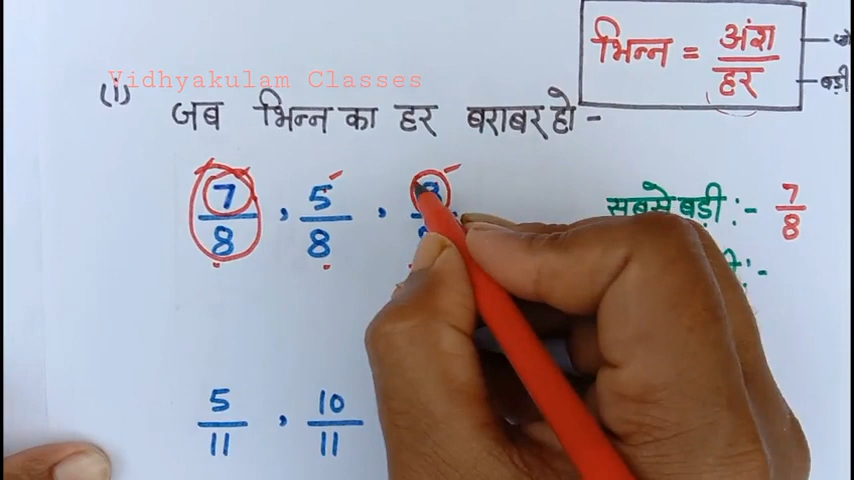 भिन्न = अंश / हर
Vidhyakulam Classes
(i) जब भिन्न का हर बराबर हो -
7/8 , 5/8 ,
सबसे बड़ी :- 7/8
:-
5/11 , 10/11